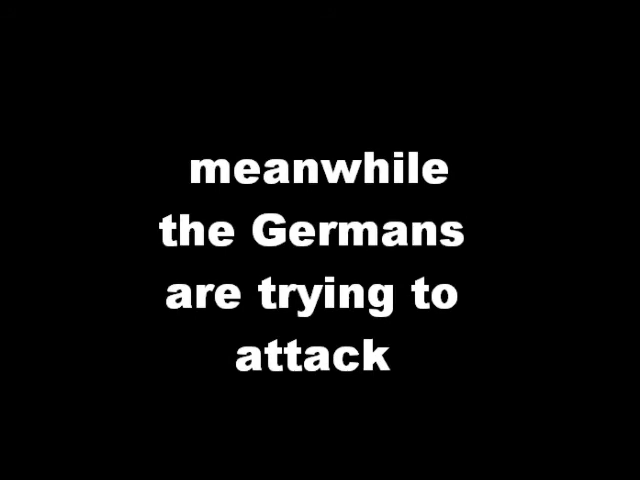 meanwhile
the Germans
are trying to
attack